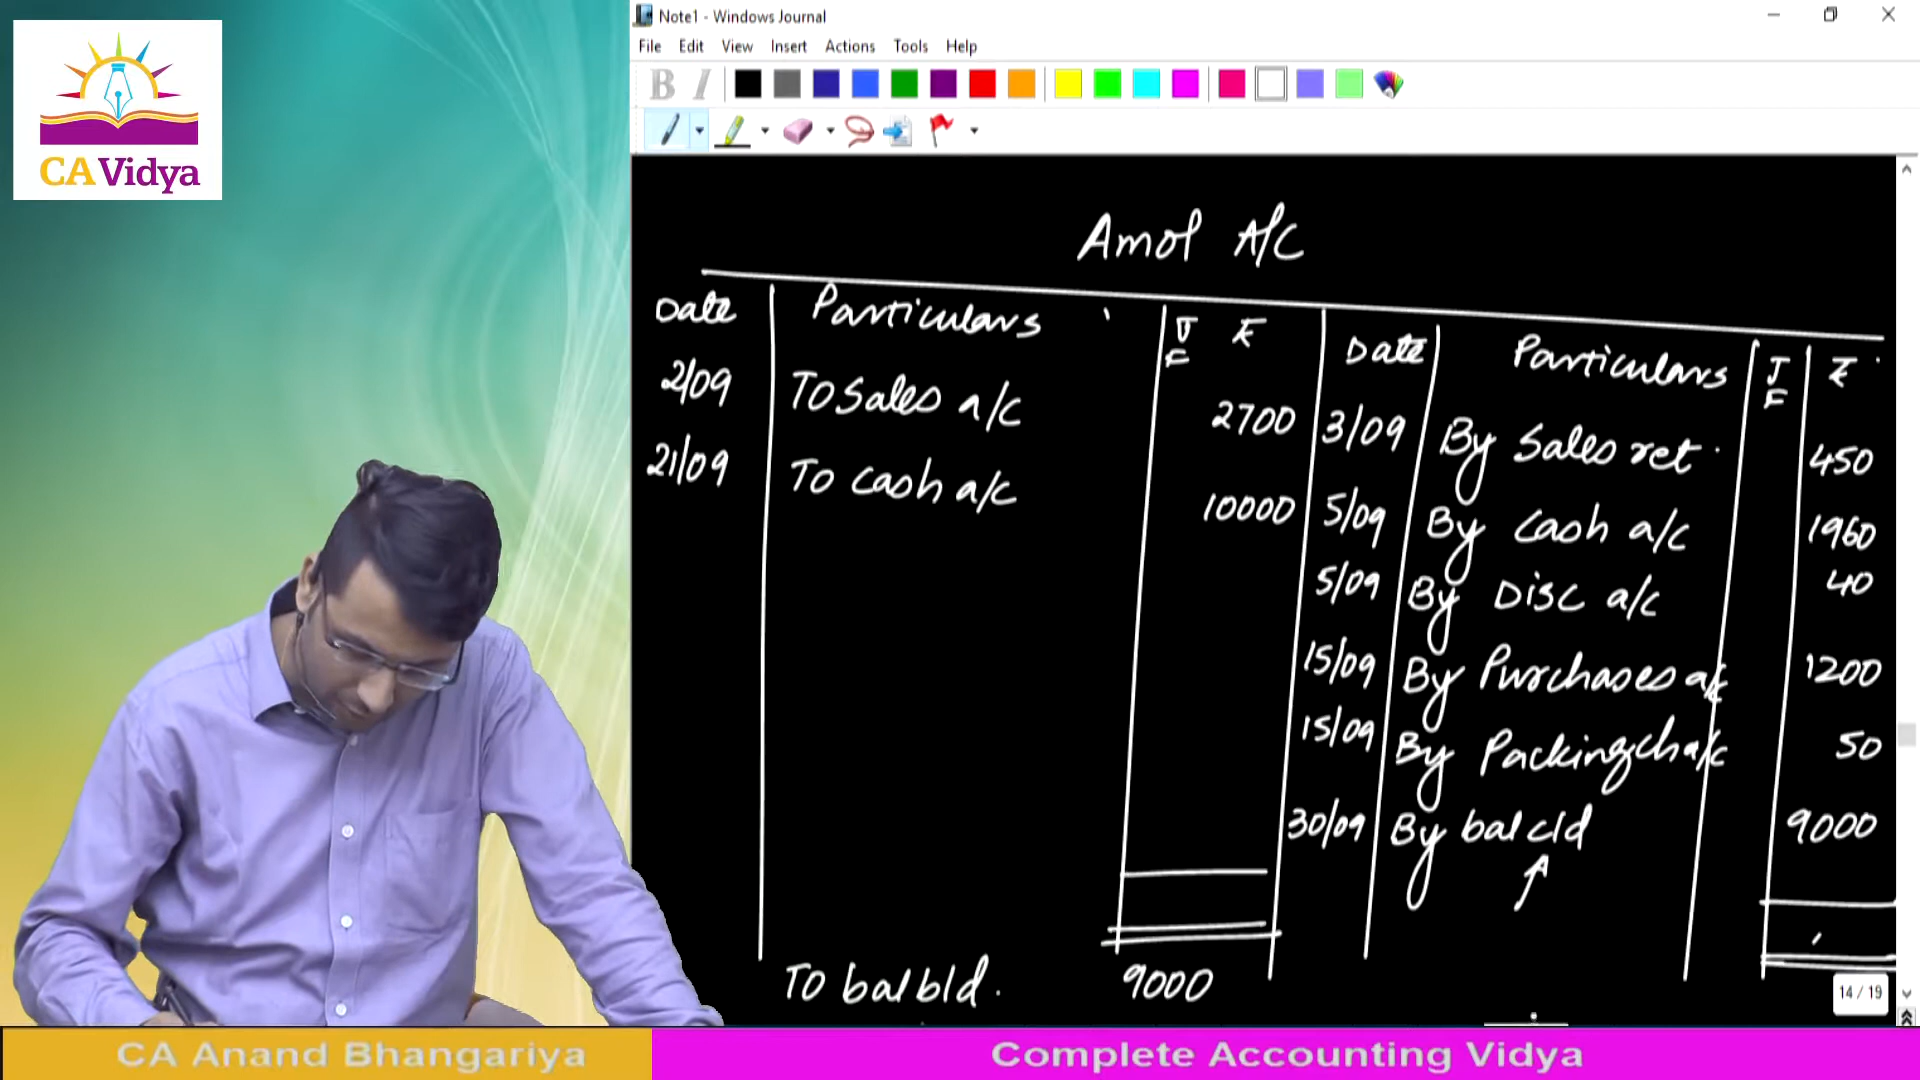 CA Vidya
Note1 - Windows Journal
File Edit View Insert Actions Tools Help
B I
Amol A/C
Date Particulars J F ₹ Date Particulars J F ₹
2/09 To Sales a/c 2700 3/09 By Sales ret. 450
21/09 To cash a/c 10000 5/09 By cash a/c 1960
5/09 By Disc a/c 40
15/09 By Purchases a/c 1200
15/09 By Packing ch a/c 50
30/09 By bal c/d 9000
To bal b/d. 9000
14 / 19
CA Anand Bhangariya
Complete Accounting Vidya